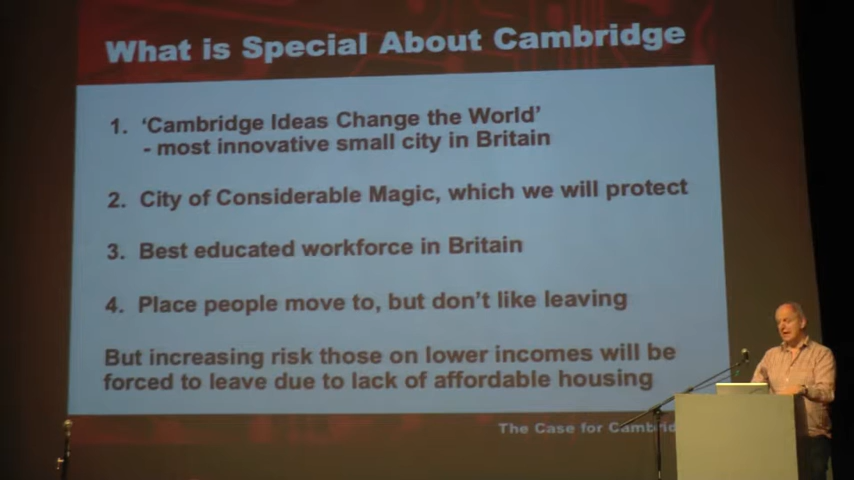 What is Special About Cambridge
1. ‘Cambridge Ideas Change the World’
- most innovative small city in Britain
2. City of Considerable Magic, which we will protect
3. Best educated workforce in Britain
4. Place people move to, but don’t like leaving
But increasing risk those on lower incomes will be
forced to leave due to lack of affordable housing
The Case for Cambrid